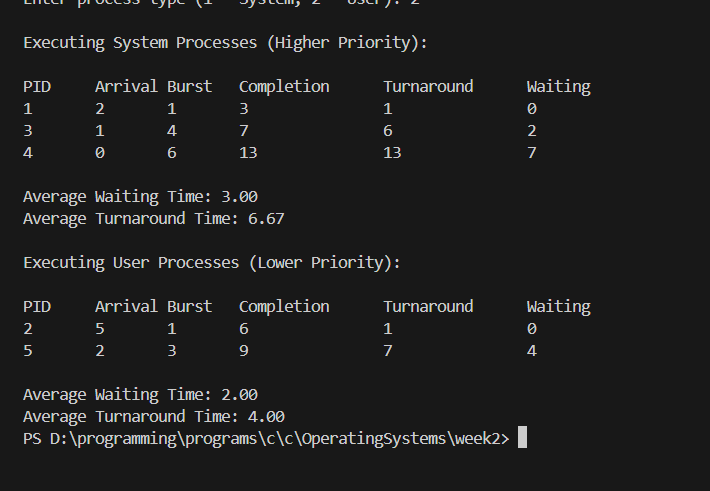 Enter process type (1 - System, 2 - User): 2
Executing System Processes (Higher Priority):
PID Arrival Burst Completion Turnaround Waiting
1 2 1 3 1 0
3 1 4 7 6 2
4 0 6 13 13 7
Average Waiting Time: 3.00
Average Turnaround Time: 6.67
Executing User Processes (Lower Priority):
PID Arrival Burst Completion Turnaround Waiting
2 5 1 6 1 0
5 2 3 9 7 4
Average Waiting Time: 2.00
Average Turnaround Time: 4.00
PS D:\programming\programs\c\c\OperatingSystems\week2>